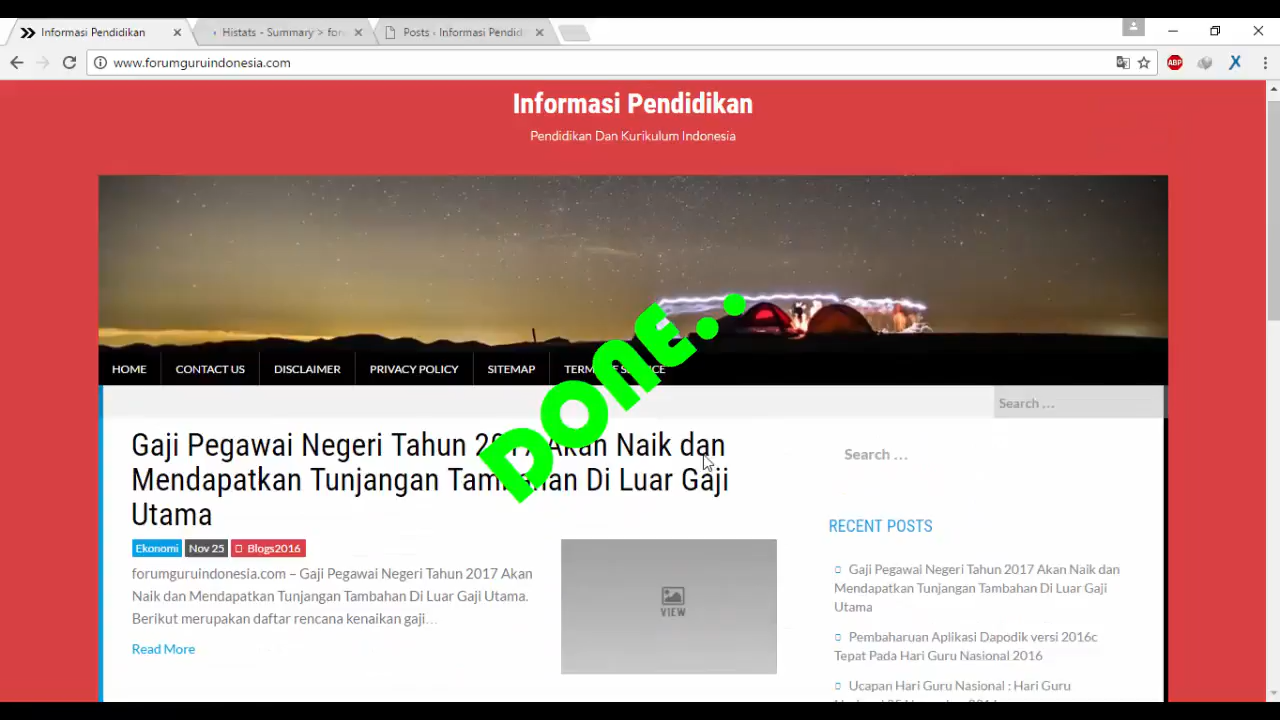 Informasi Pendidikan
Histats - Summary > for
Posts ‹ Informasi Pendid
www.forumguruindonesia.com
ABP
Informasi Pendidikan
Pendidikan Dan Kurikulum Indonesia
HOME
CONTACT US
DISCLAIMER
PRIVACY POLICY
SITEMAP
DONE..
Search ...
Gaji Pegawai Negeri Tahun Akan Naik dan
Mendapatkan Tunjangan Tambahan Di Luar Gaji
Utama
Ekonomi Nov 25 Blogs2016
forumguruindonesia.com – Gaji Pegawai Negeri Tahun 2017 Akan
Naik dan Mendapatkan Tunjangan Tambahan Di Luar Gaji Utama.
Berikut merupakan daftar rencana kenaikan gaji...
Read More
VIEW
Search ...
RECENT POSTS
Gaji Pegawai Negeri Tahun 2017 Akan Naik dan
Mendapatkan Tunjangan Tambahan Di Luar Gaji
Utama
Pembaharuan Aplikasi Dapodik versi 2016c
Tepat Pada Hari Guru Nasional 2016
Ucapan Hari Guru Nasional : Hari Guru